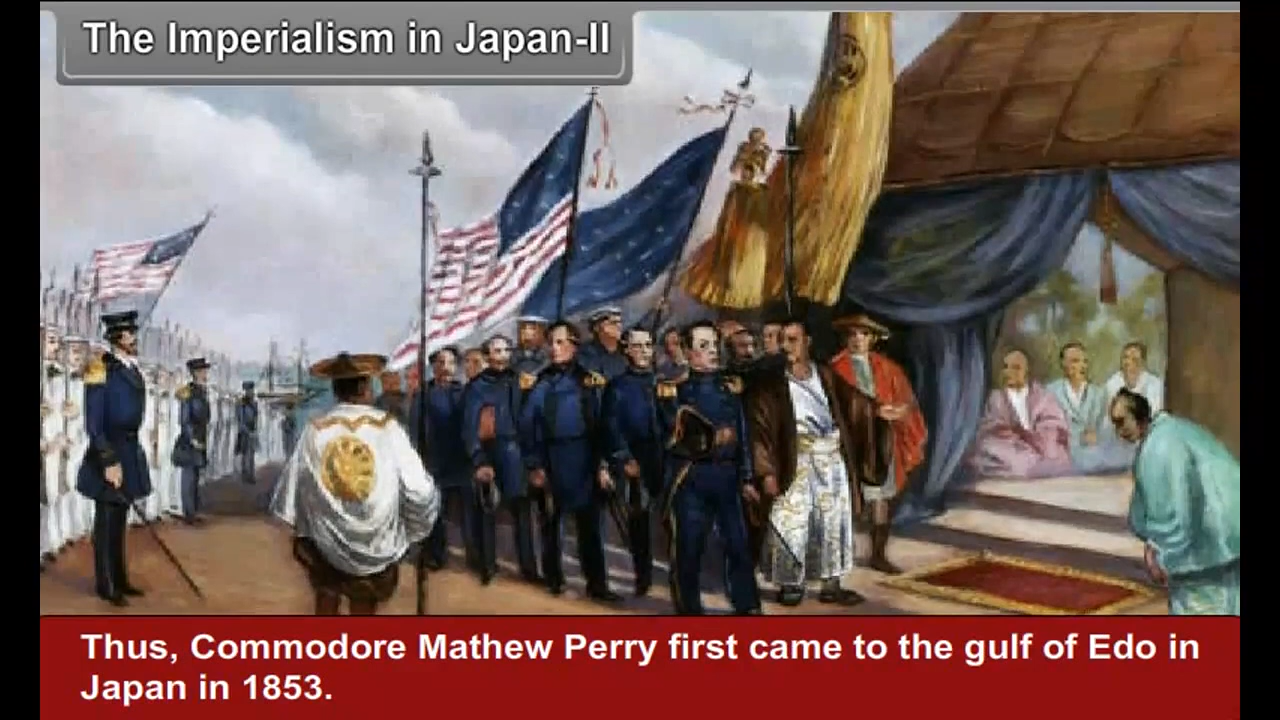 The Imperialism in Japan-II
Thus, Commodore Mathew Perry first came to the gulf of Edo in
Japan in 1853.